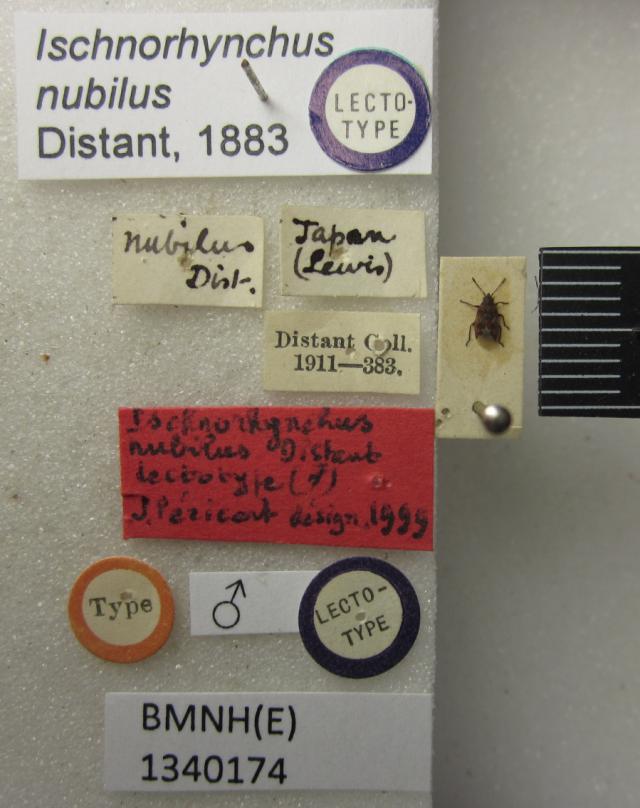 Ischnorhynchus
nubilus
Distant, 1883
LECTO-
TYPE
nubilus
Dist.
Japan
(Lewis)
Distant Coll.
1911—383.
Ischnorhynchus
nubilus Distant
lectotype (♂)
J. Péricart design. 1999
Type
♂
LECTO-
TYPE
BMNH(E)
1340174